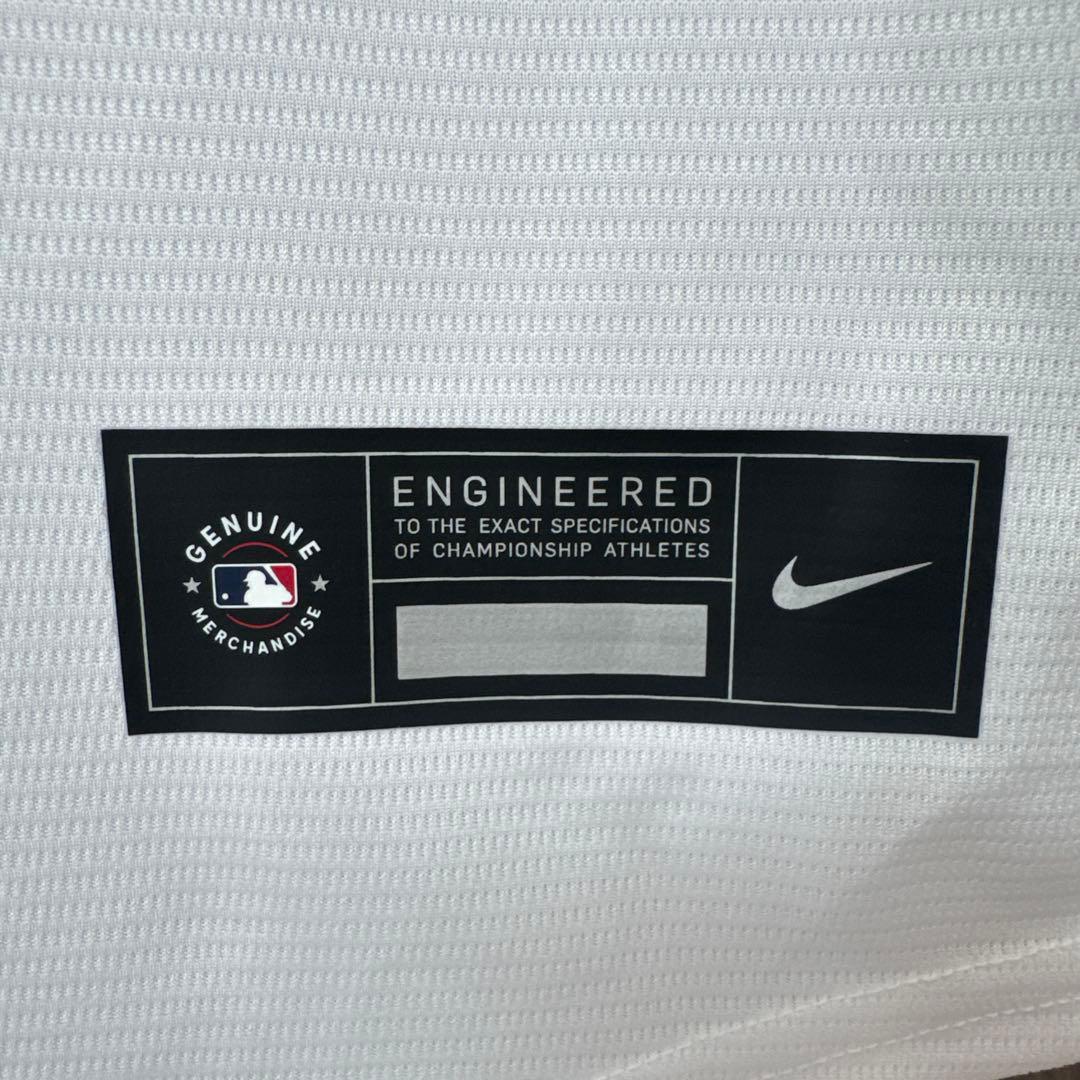 GENUINE
MERCHANDISE
ENGINEERED
TO THE EXACT SPECIFICATIONS
OF CHAMPIONSHIP ATHLETES